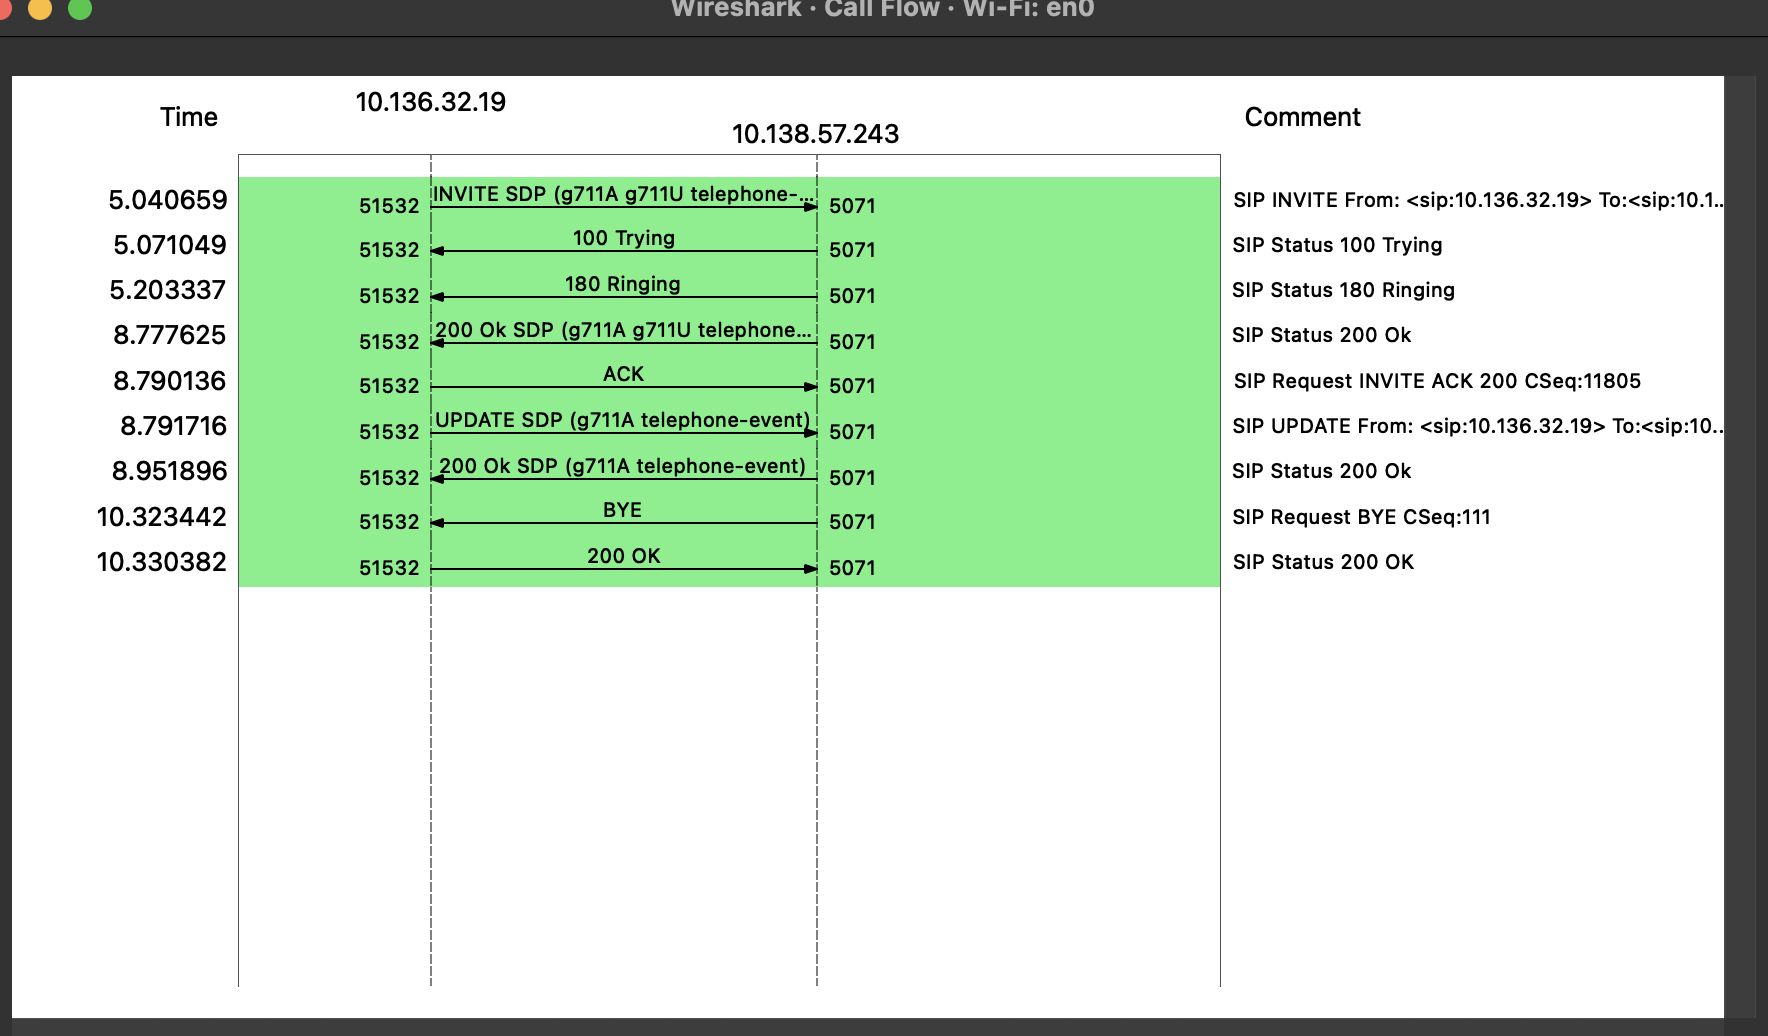 Wireshark · Call Flow · Wi-Fi: en0
Time
10.136.32.19
10.138.57.243
Comment
5.040659 51532 INVITE SDP (g711A g711U telephone-... 5071 SIP INVITE From: <sip:10.136.32.19> To:<sip:10.1..
5.071049 51532 100 Trying 5071 SIP Status 100 Trying
5.203337 51532 180 Ringing 5071 SIP Status 180 Ringing
8.777625 51532 200 Ok SDP (g711A g711U telephone... 5071 SIP Status 200 Ok
8.790136 51532 ACK 5071 SIP Request INVITE ACK 200 CSeq:11805
8.791716 51532 UPDATE SDP (g711A telephone-event) 5071 SIP UPDATE From: <sip:10.136.32.19> To:<sip:10..
8.951896 51532 200 Ok SDP (g711A telephone-event) 5071 SIP Status 200 Ok
10.323442 51532 BYE 5071 SIP Request BYE CSeq:111
10.330382 51532 200 OK 5071 SIP Status 200 OK